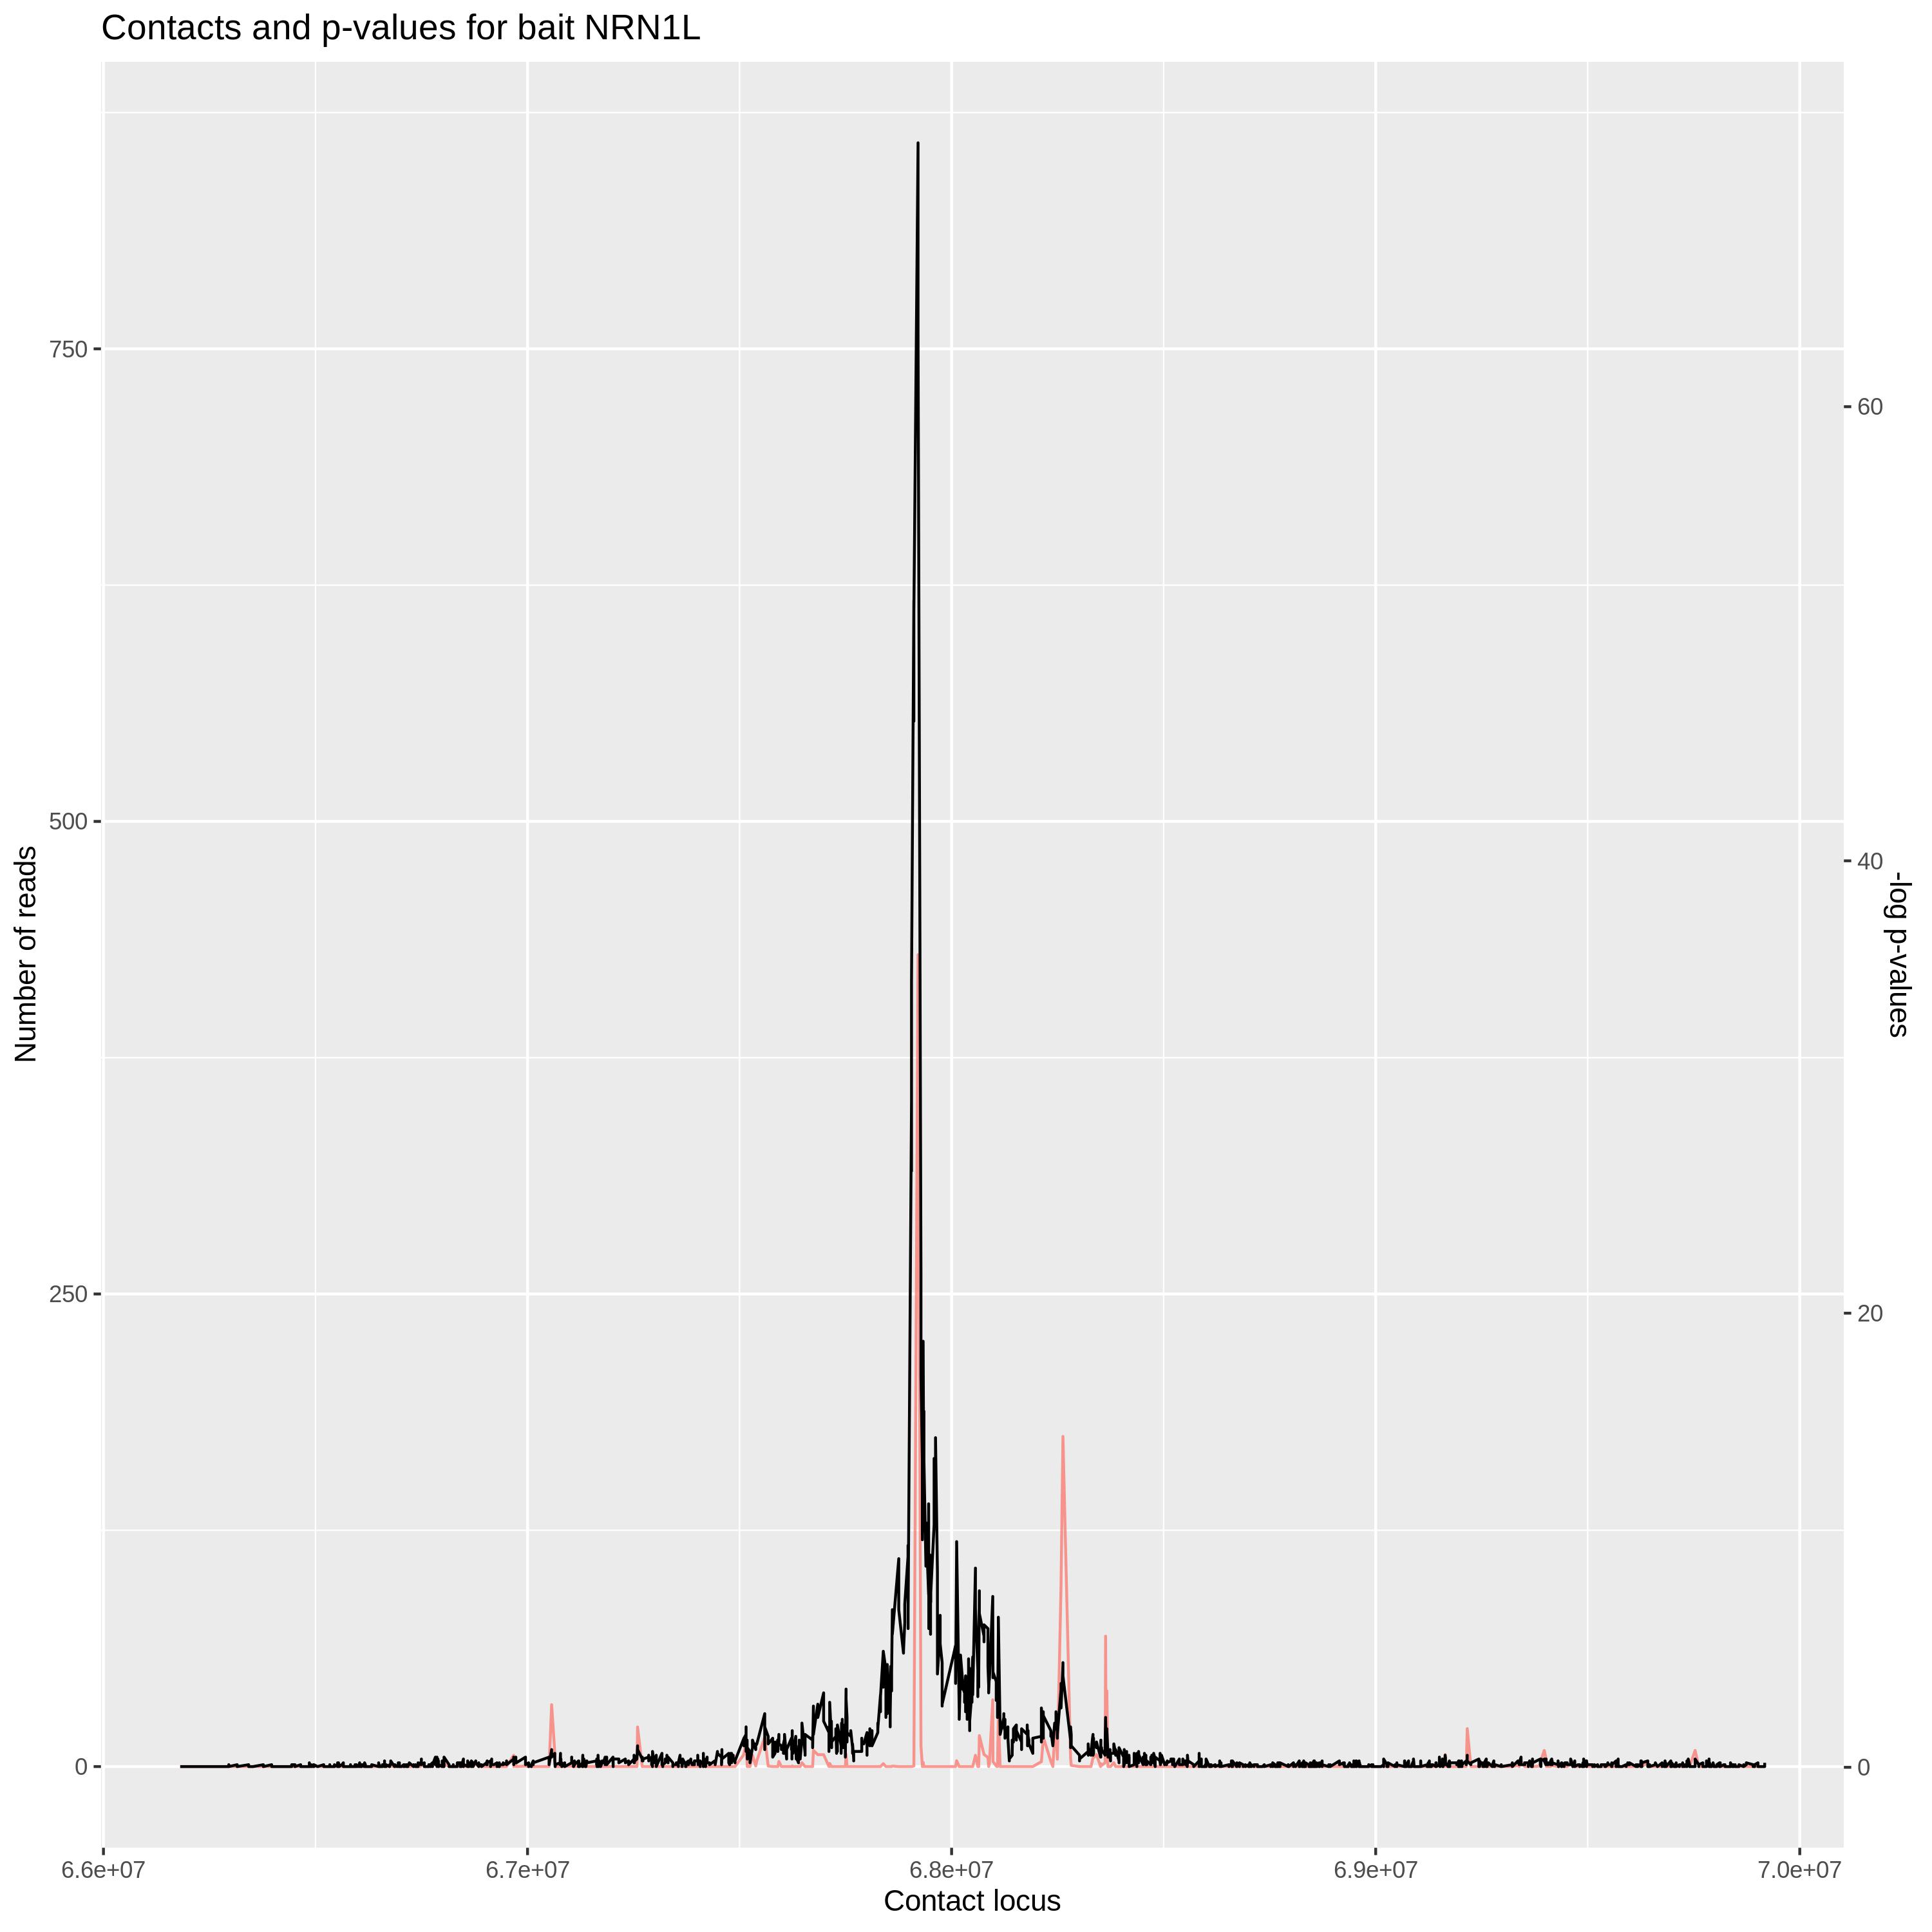 Contacts and p-values for bait NRN1L
750
500
250
0
Number of reads
60
40
20
0
-log p-values
6.6e+07
6.7e+07
6.8e+07
6.9e+07
7.0e+07
Contact locus